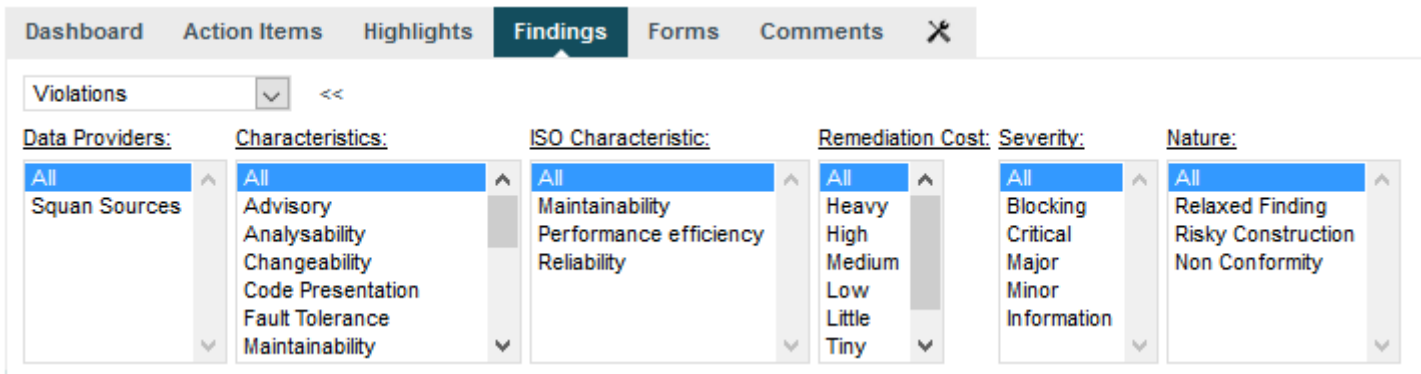 Dashboard Action Items Highlights Findings Forms Comments
Violations <<
Data Providers: Characteristics: ISO Characteristic: Remediation Cost: Severity: Nature:
All All All All All All
Squan Sources Advisory Maintainability Heavy Blocking Relaxed Finding
Analysability Performance efficiency High Critical Risky Construction
Changeability Reliability Medium Major Non Conformity
Code Presentation Low Minor
Fault Tolerance Little Information
Maintainability Tiny